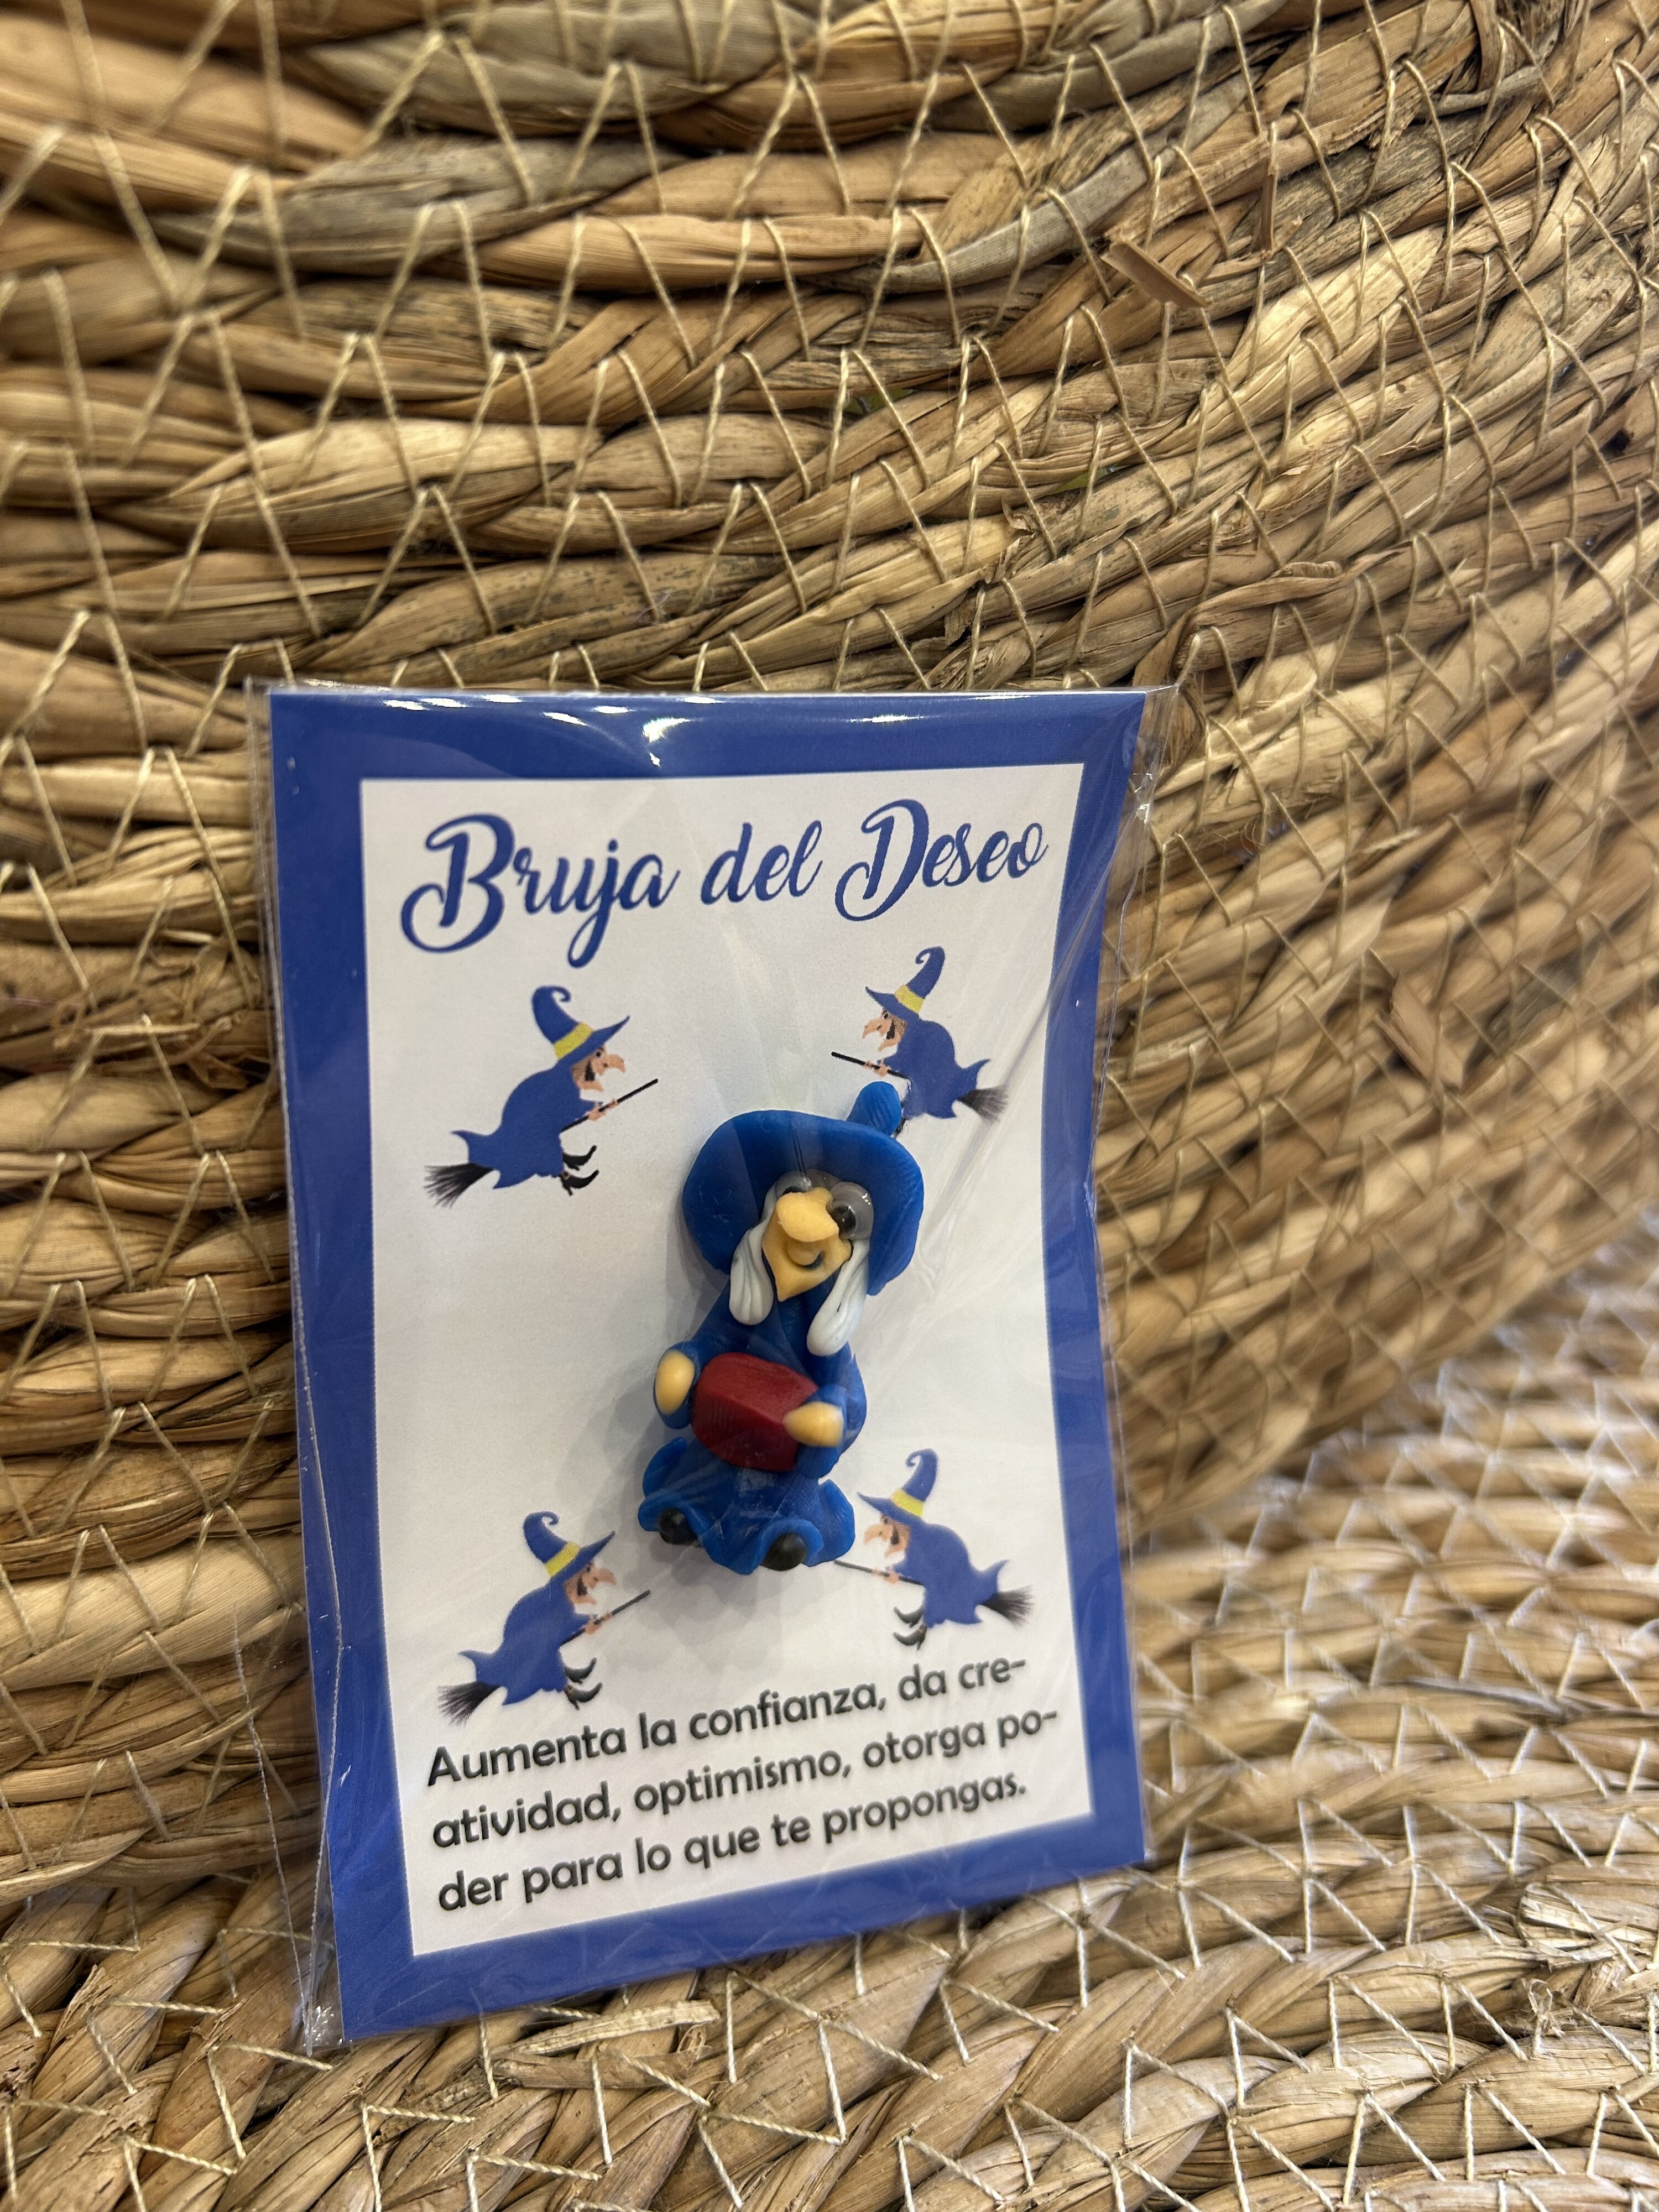 Bruja del Deseo
Aumenta la confianza, da cre-
atividad, optimismo, otorga po-
der para lo que te propongas.